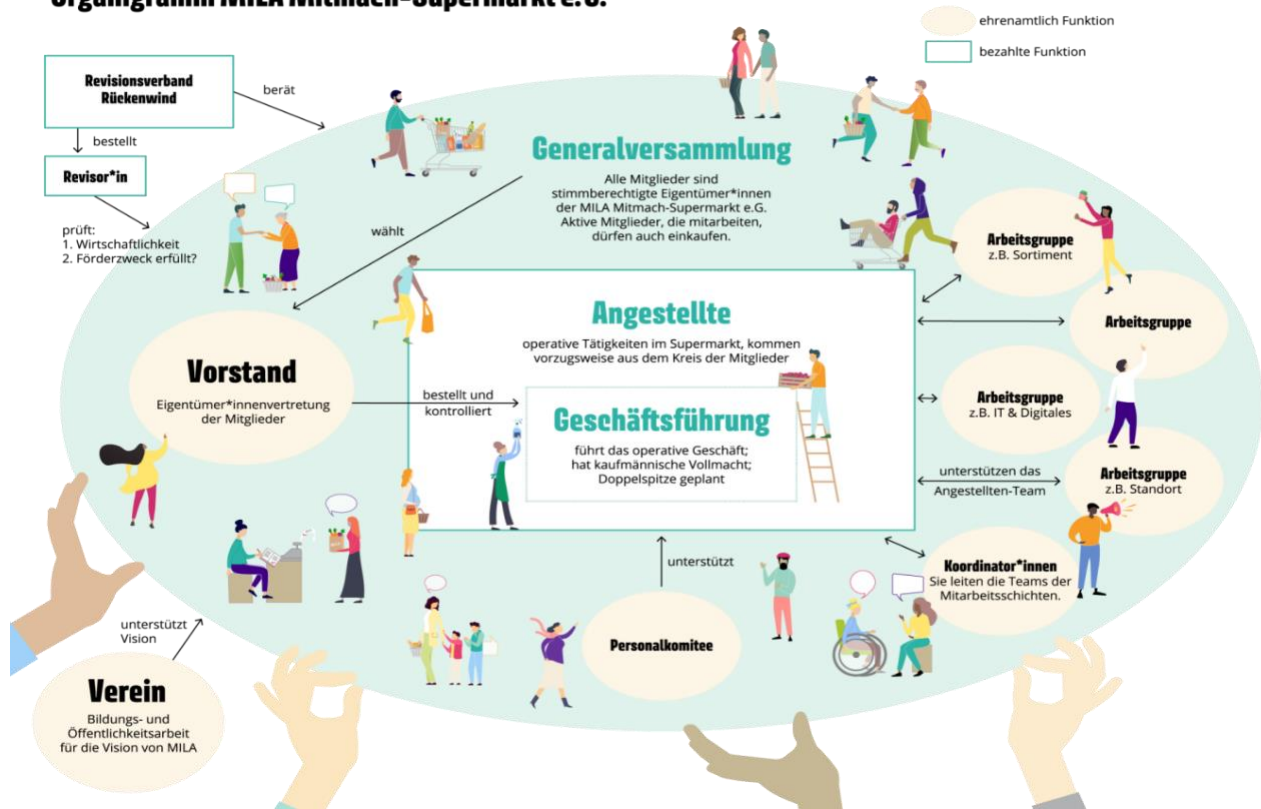 Organigramm MILA Mitmach-Supermarkt e.G.
ehrenamtlich Funktion
bezahlte Funktion
Revisionsverband
Rückenwind
berät
bestellt
Revisor*in
prüft:
1. Wirtschaftlichkeit
2. Förderzweck erfüllt?
Generalversammlung
Alle Mitglieder sind
stimmberechtigte Eigentümer*innen
der MILA Mitmach-Supermarkt e.G.
Aktive Mitglieder, die mitarbeiten,
dürfen auch einkaufen.
wählt
Arbeitsgruppe
z.B. Sortiment
Arbeitsgruppe
Angestellte
operative Tätigkeiten im Supermarkt, kommen
vorzugsweise aus dem Kreis der Mitglieder
Vorstand
Eigentümer*innenvertretung
der Mitglieder
bestellt und
kontrolliert
Geschäftsführung
führt das operative Geschäft;
hat kaufmännische Vollmacht;
Doppelspitze geplant
Arbeitsgruppe
z.B. IT & Digitales
unterstützen das
Angestellten-Team
Arbeitsgruppe
z.B. Standort
unterstützt
Koordinator*innen
Sie leiten die Teams der
Mitarbeitsschichten.
Personalkomitee
unterstützt
Vision
Verein
Bildungs- und
Öffentlichkeitsarbeit
für die Vision von MILA